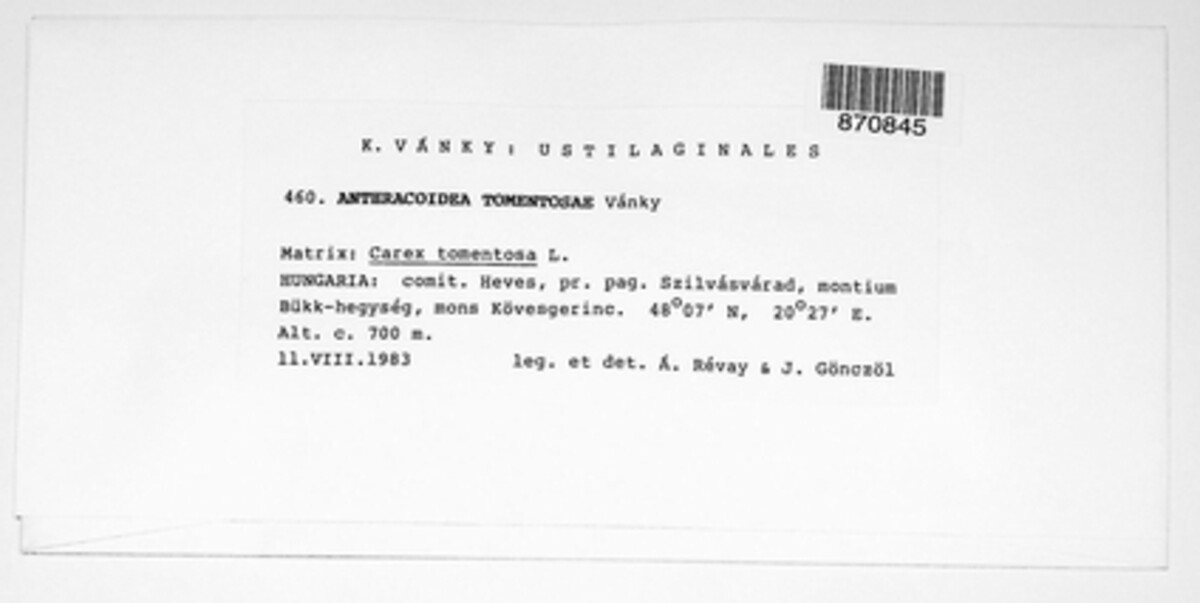 870845
K. VÁNKY: USTILAGINALES
460. ANTERACOIDEA TOMENTOSAE Vánky
Matrix: Carex tomentosa L.
HUNGARIA: comit. Heves, pr. pag. Szilvásvárad, montium
Bükk-hegység, mons Kövesgerinc. 48°07′ N, 20°27′ E.
Alt. c. 700 m.
11.VIII.1983 leg. et det. Á. Révay & J. Gönczöl